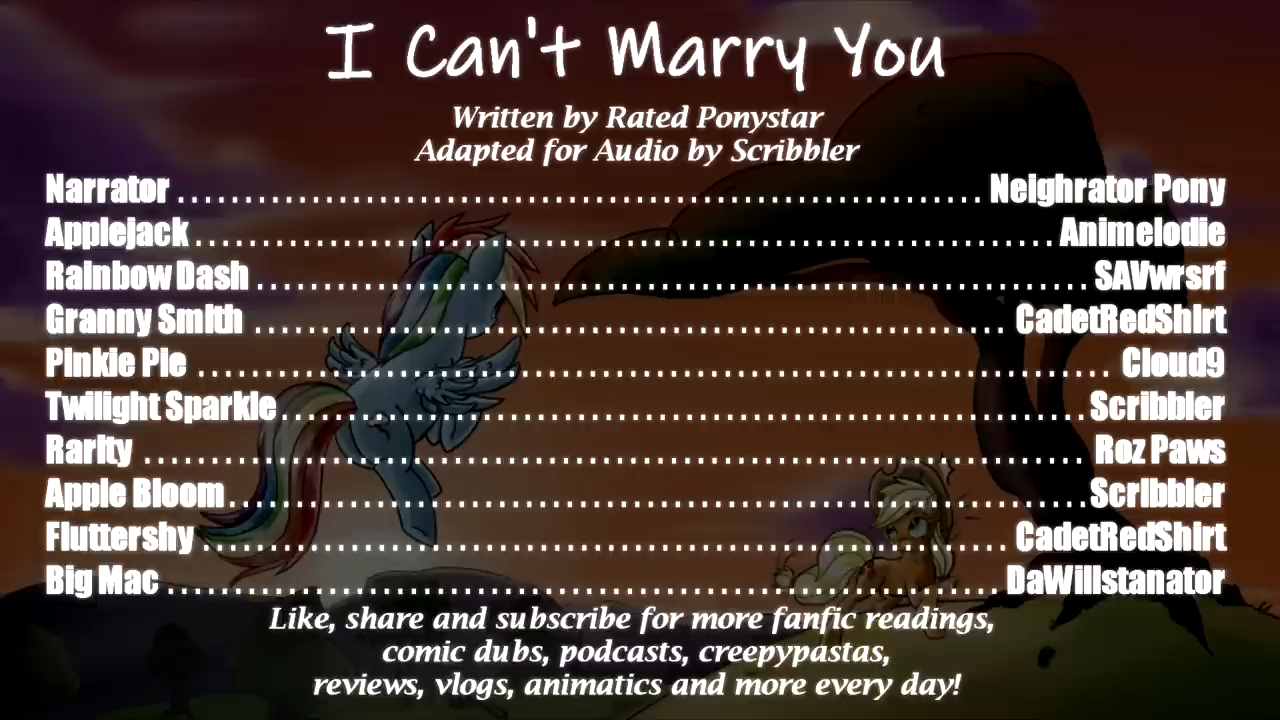 I Can't Marry You
Written by Rated Ponystar
Adapted for Audio by Scribbler
Narrator ........................................................ Neighrator Pony
Applejack ........................................................ Animelodie
Rainbow Dash ........................................................ SAVwrsrf
Granny Smith ........................................................ CadetRedShirt
Pinkie Pie ........................................................ Cloud9
Twilight Sparkle ........................................................ Scribbler
Rarity ........................................................ Roz Paws
Apple Bloom ........................................................ Scribbler
Fluttershy ........................................................ CadetRedShirt
Big Mac ........................................................ DaWillstanator
Like, share and subscribe for more fanfic readings,
comic dubs, podcasts, creepypastas,
reviews, vlogs, animatics and more every day!